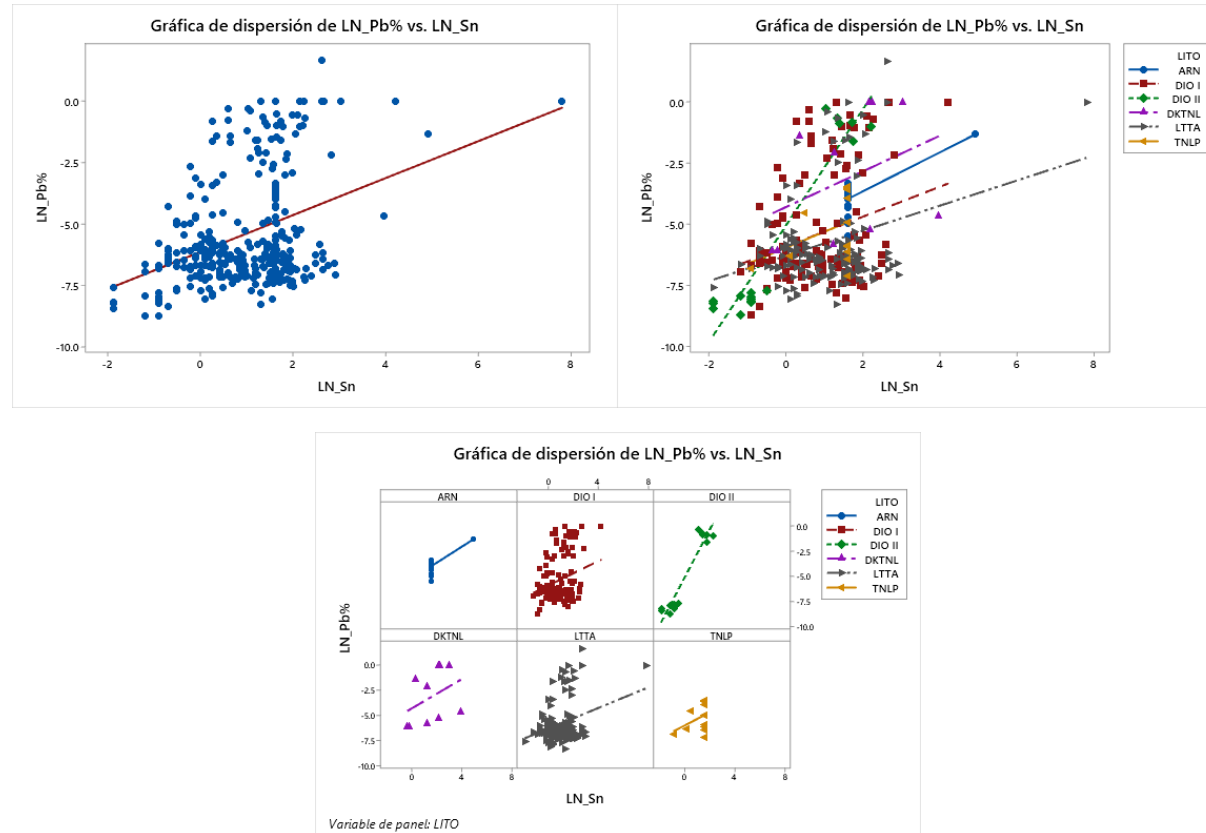 Gráfica de dispersión de LN_Pb% vs. LN_Sn
0.0
-2.5
-5.0
-7.5
-10.0
LN_Pb%
-2 0 2 4 6 8
LN_Sn
Gráfica de dispersión de LN_Pb% vs. LN_Sn
0.0
-2.5
-5.0
-7.5
-10.0
LN_Pb%
-2 0 2 4 6 8
LN_Sn
LITO
ARN
DIO I
DIO II
DKTNL
LTTA
TNLP
Gráfica de dispersión de LN_Pb% vs. LN_Sn
0 4 8
ARN DIO I DIO II
0.0
-2.5
-5.0
-7.5
-10.0
DKTNL LTTA TNLP
0.0
-2.5
-5.0
-7.5
-10.0
LN_Pb%
0 4 8 0 4 8
LN_Sn
LITO
ARN
DIO I
DIO II
DKTNL
LTTA
TNLP
Variable de panel: LITO